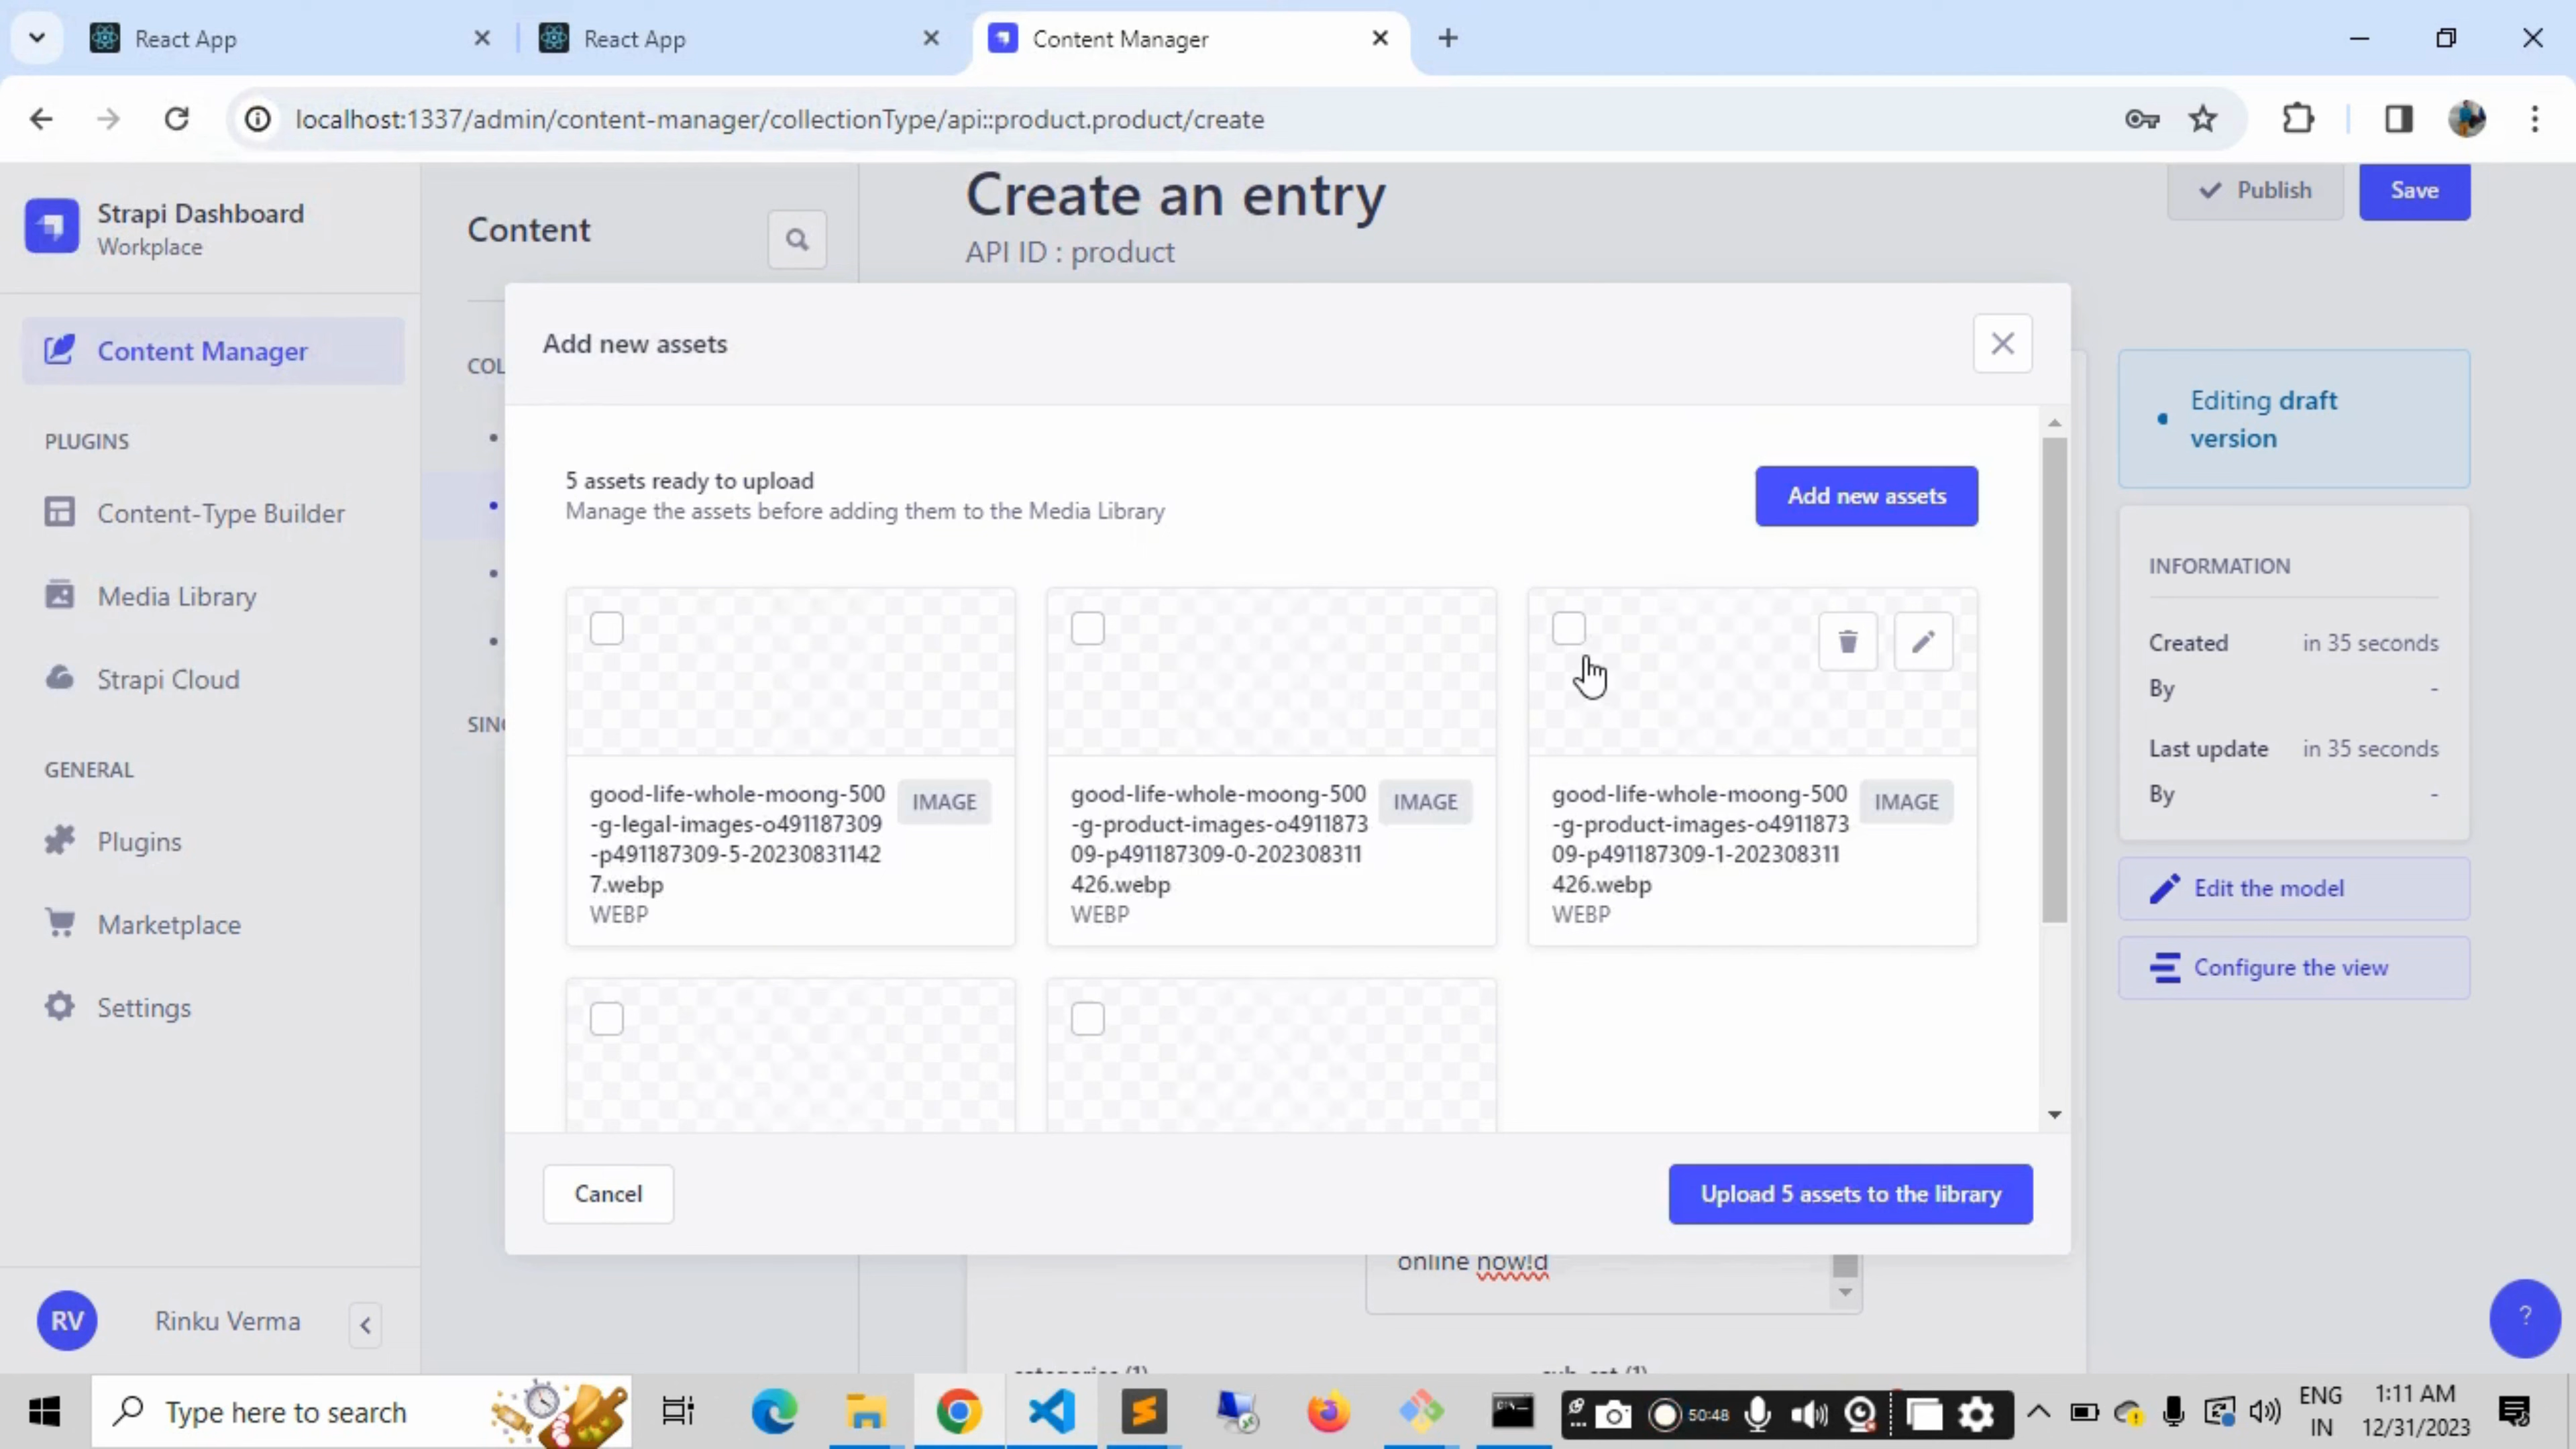 React App
React App
Content Manager
localhost:1337/admin/content-manager/collectionType/api::product.product/create
Strapi Dashboard
Workplace
Content Manager
PLUGINS
Content-Type Builder
Media Library
Strapi Cloud
GENERAL
Plugins
Marketplace
Settings
RV
Rinku Verma
Content
COL
SIN
Create an entry
API ID : product
Publish
Save
Add new assets
5 assets ready to upload
Manage the assets before adding them to the Media Library
Add new assets
good-life-whole-moong-500
-g-legal-images-o491187309
-p491187309-5-20230831142
7.webp
WEBP
IMAGE
good-life-whole-moong-500
-g-product-images-o4911873
09-p491187309-0-202308311
426.webp
WEBP
IMAGE
good-life-whole-moong-500
-g-product-images-o4911873
09-p491187309-1-202308311
426.webp
WEBP
IMAGE
Cancel
Upload 5 assets to the library
online now!d
categories (1)
sub_cat (1)
Editing draft
version
INFORMATION
Created in 35 seconds
By -
Last update in 35 seconds
By -
Edit the model
Configure the view
?
Type here to search
50:48
ENG
IN
1:11 AM
12/31/2023